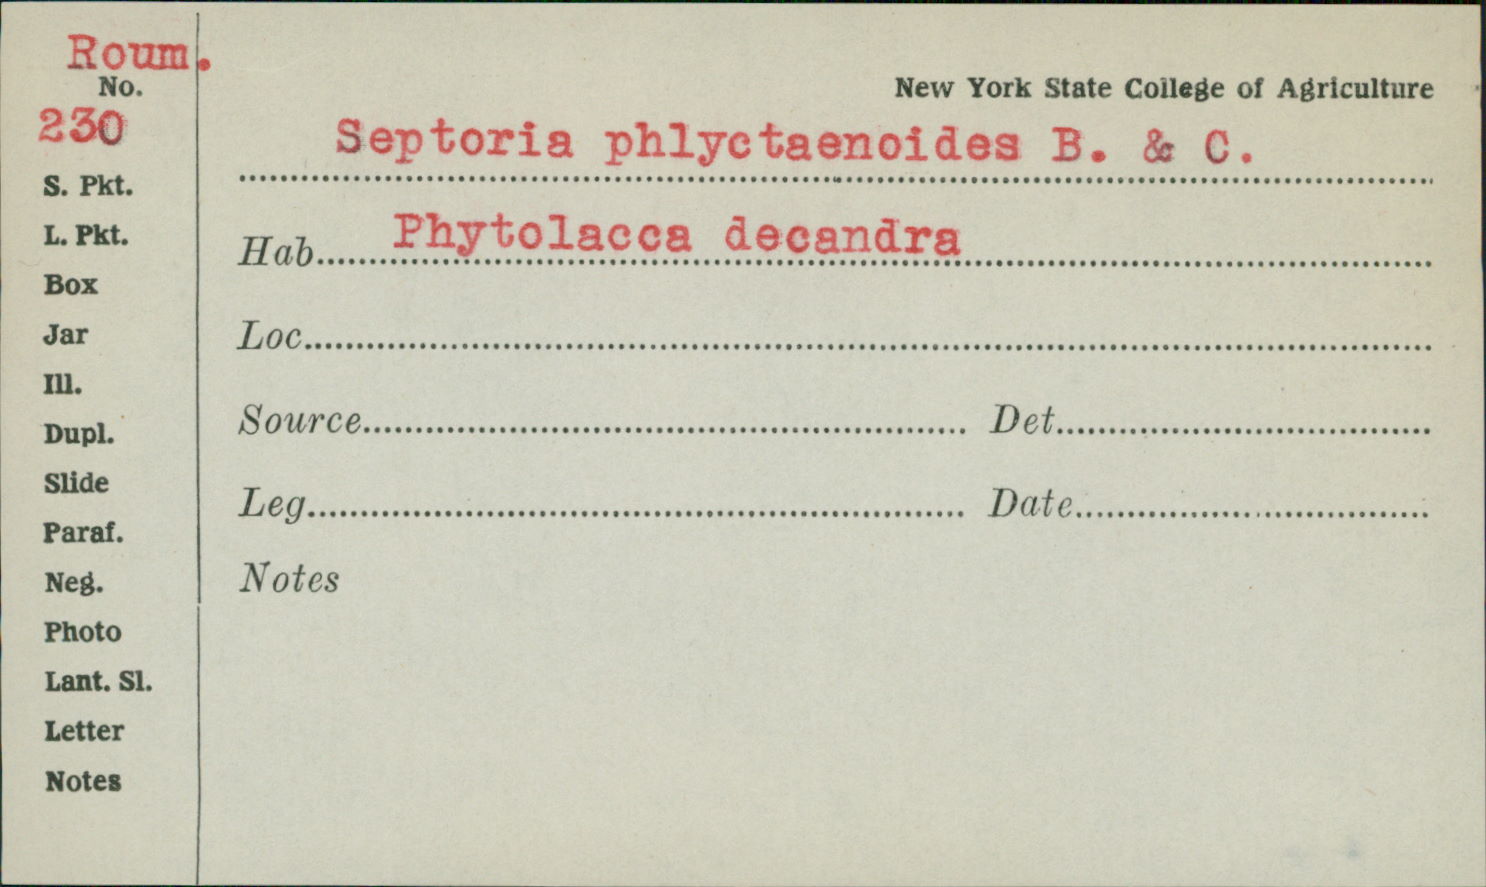 Roum.
No.
230
S. Pkt.
L. Pkt.
Box
Jar
Ill.
Dupl.
Slide
Paraf.
Neg.
Photo
Lant. Sl.
Letter
Notes
New York State College of Agriculture
Septoria phlyctaenoides B. & C.
Hab. Phytolacca decandra
Loc.
Source
Det.
Leg.
Date
Notes